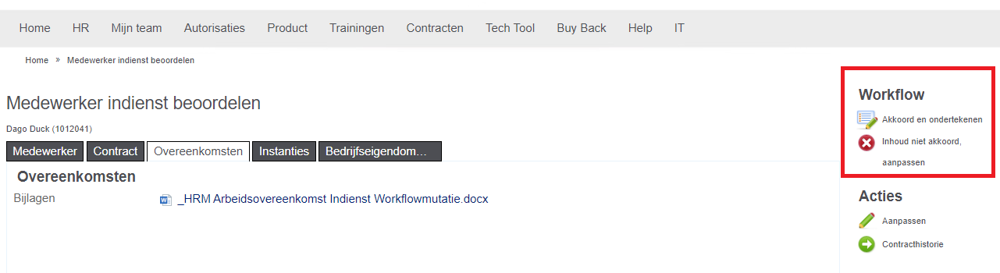 Home HR Mijn team Autorisaties Product Trainingen Contracten Tech Tool Buy Back Help IT
Home » Medewerker indienst beoordelen
Medewerker indienst beoordelen
Dago Duck (1012041)
Medewerker Contract Overeenkomsten Instanties Bedrijfseigendom...
Overeenkomsten
Bijlagen _HRM Arbeidsovereenkomst Indienst Workflowmutatie.docx
Workflow
Akkoord en ondertekenen
Inhoud niet akkoord,
aanpassen
Acties
Aanpassen
Contracthistorie